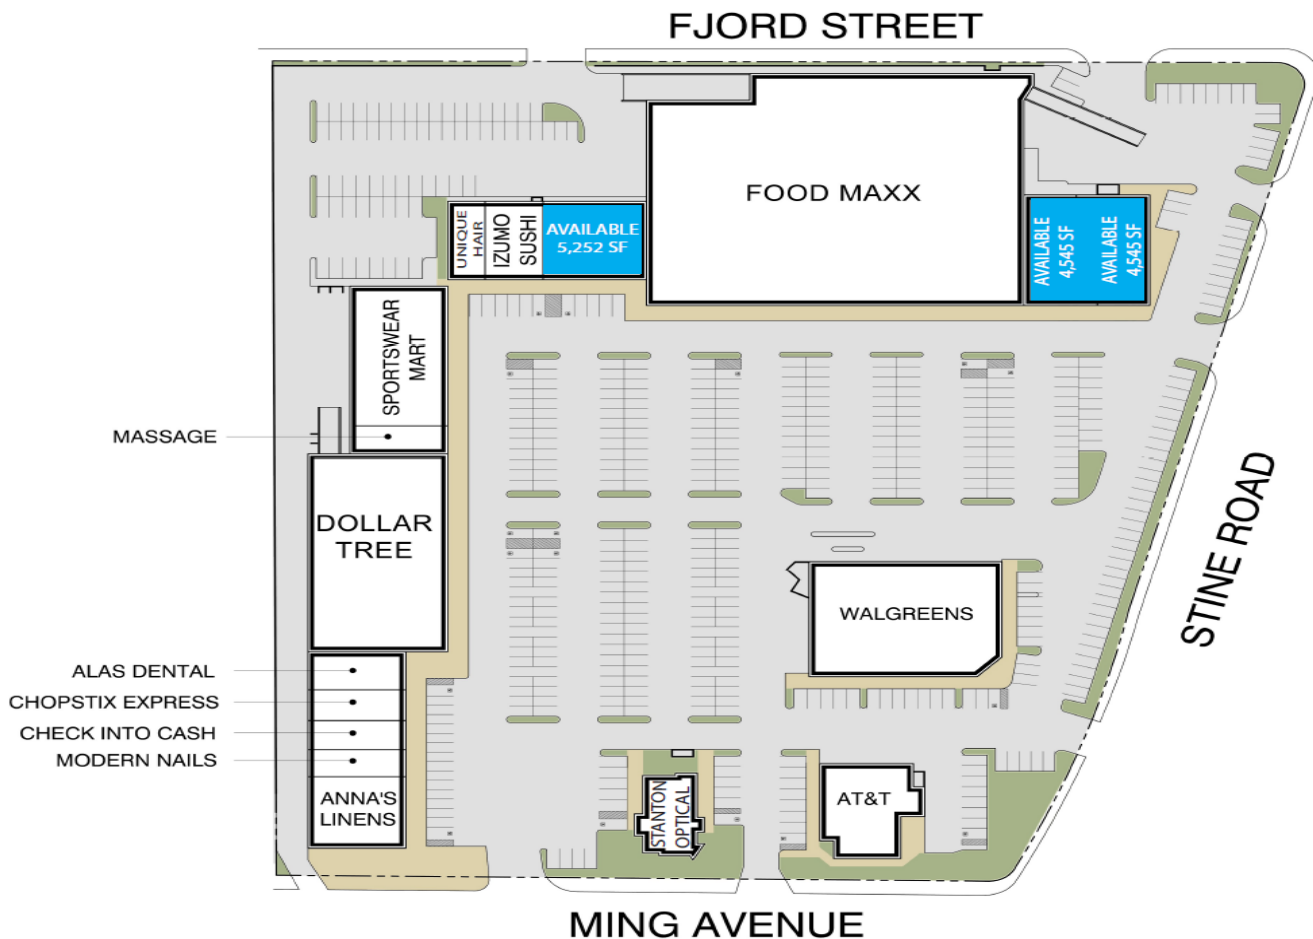 FJORD STREET
FOOD MAXX
UNIQUE
HAIR
IZUMO
SUSHI
AVAILABLE
5,252 SF
AVAILABLE
4,545 SF
AVAILABLE
4,545 SF
SPORTSWEAR
MART
MASSAGE
DOLLAR
TREE
STINE ROAD
WALGREENS
ALAS DENTAL
CHOPSTIX EXPRESS
CHECK INTO CASH
MODERN NAILS
ANNA'S
LINENS
STANTON
OPTICAL
AT&T
MING AVENUE